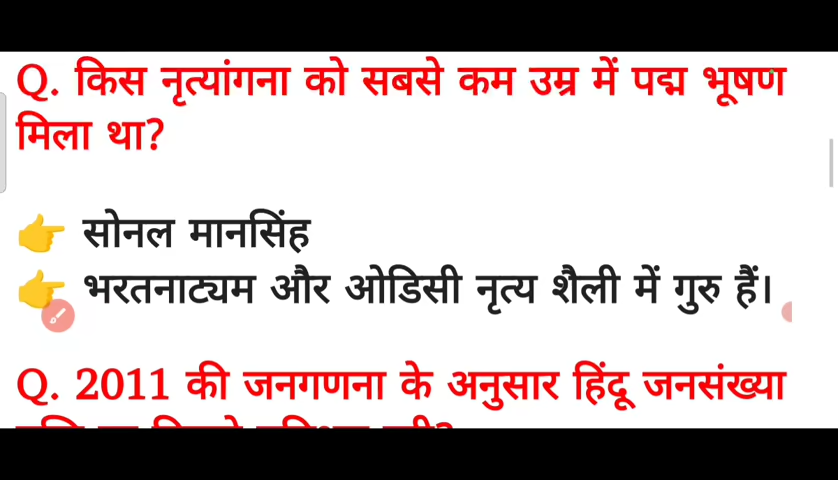 Q. किस नृत्यांगना को सबसे कम उम्र में पद्म भूषण
मिला था?
👉 सोनल मानसिंह
👉 भरतनाट्यम और ओडिसी नृत्य शैली में गुरु हैं।
Q. 2011 की जनगणना के अनुसार हिंदू जनसंख्या